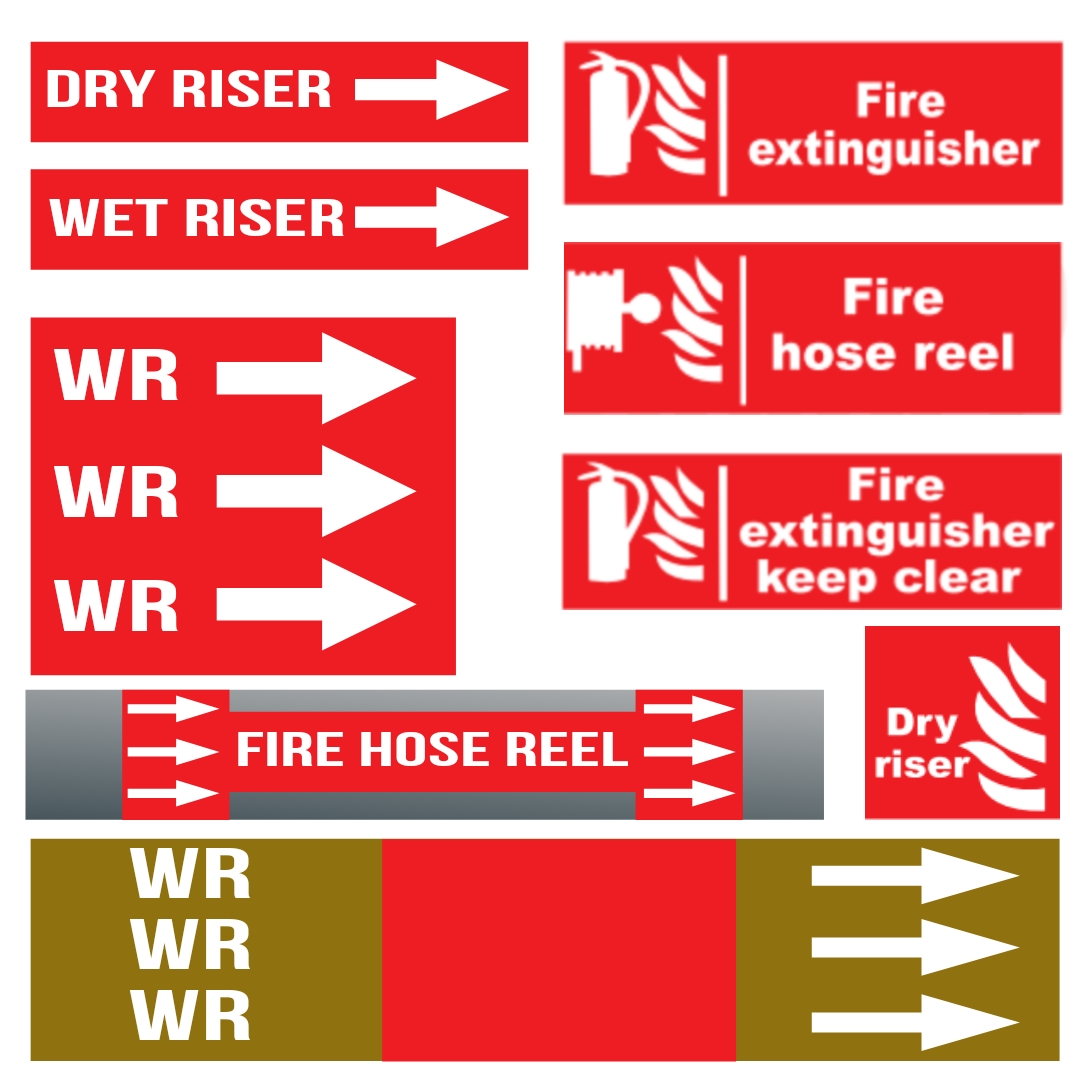 DRY RISER
WET RISER
WR
WR
WR
Fire
extinguisher
Fire
hose reel
Fire
extinguisher
keep clear
FIRE HOSE REEL
Dry
riser
WR
WR
WR